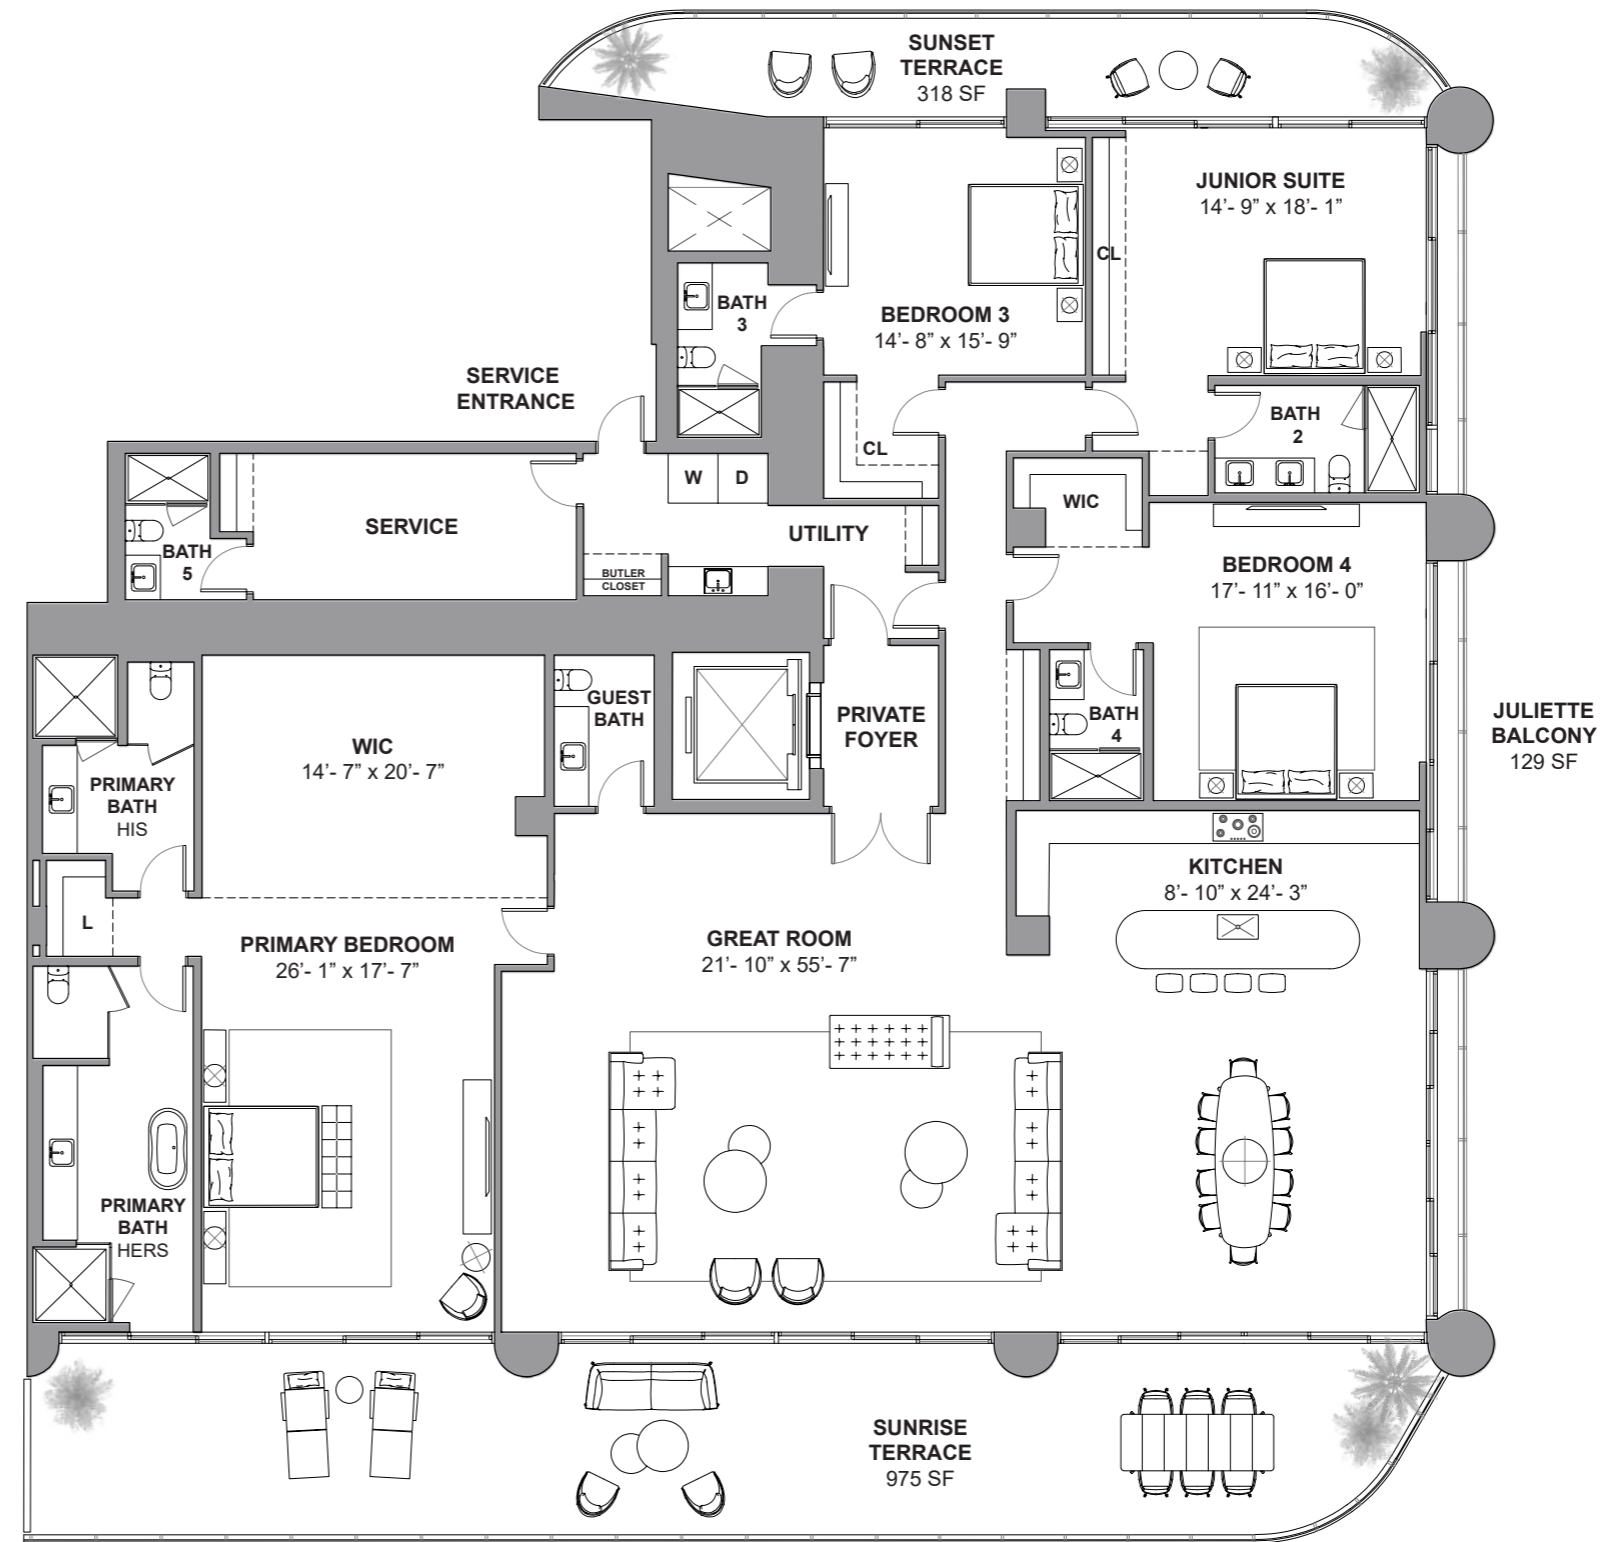 SUNSET
TERRACE
318 SF
JUNIOR SUITE
14’- 9” x 18’- 1”
CL
BATH
3
BEDROOM 3
14’- 8” x 15’- 9”
SERVICE
ENTRANCE
BATH
2
CL
W
D
WIC
SERVICE
UTILITY
BATH
5
BUTLER
CLOSET
BEDROOM 4
17’- 11” x 16’- 0”
GUEST
BATH
PRIVATE
FOYER
BATH
4
JULIETTE
BALCONY
129 SF
WIC
14’- 7” x 20’- 7”
PRIMARY
BATH
HIS
KITCHEN
8’- 10” x 24’- 3”
L
PRIMARY BEDROOM
26’- 1” x 17’- 7”
GREAT ROOM
21’- 10” x 55’- 7”
PRIMARY
BATH
HERS
SUNRISE
TERRACE
975 SF